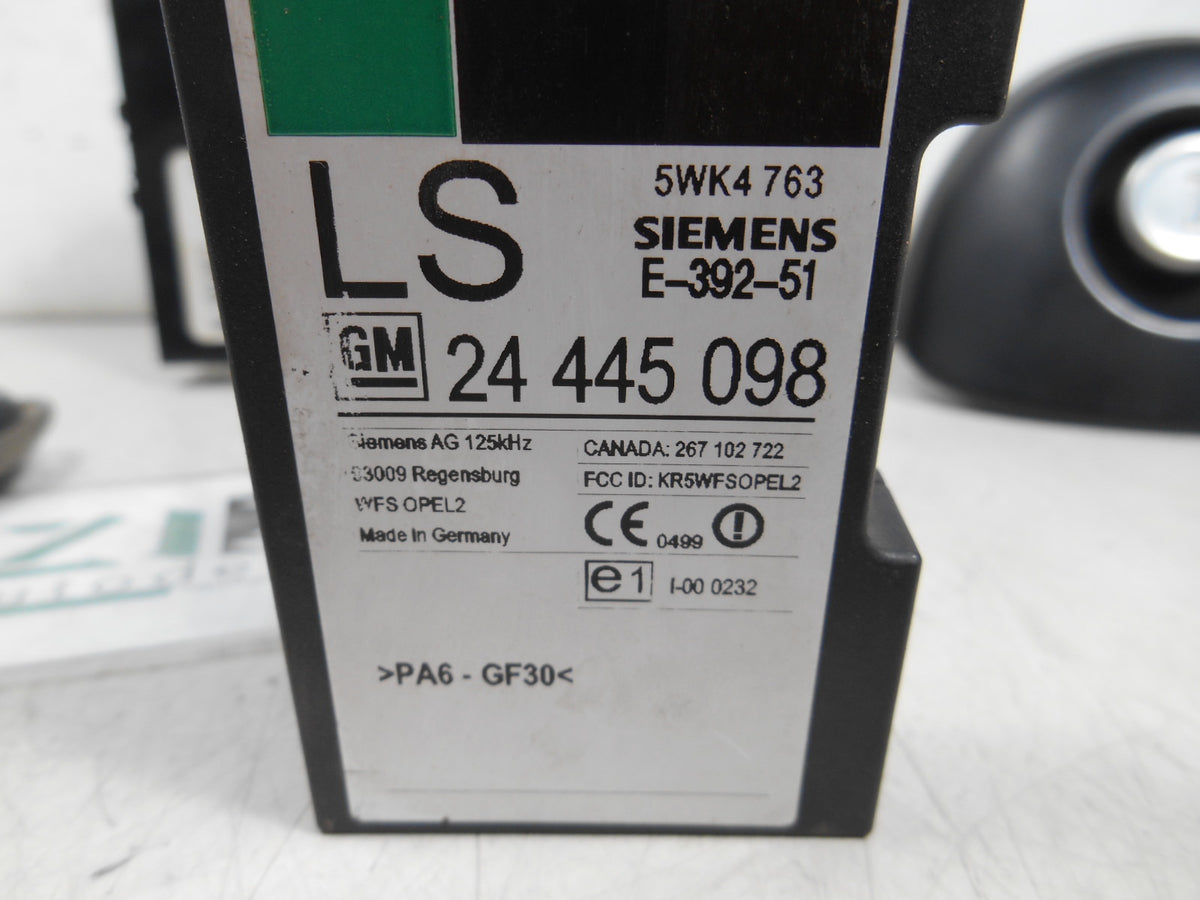 LS
5WK4 763
SIEMENS
E-392-51
GM 24 445 098
Siemens AG 125kHz
93009 Regensburg
WFS OPEL2
Made in Germany
CANADA: 267 102 722
FCC ID: KR5WFSOPEL2
CE 0499
e1 I-00 0232
>PA6 - GF30<